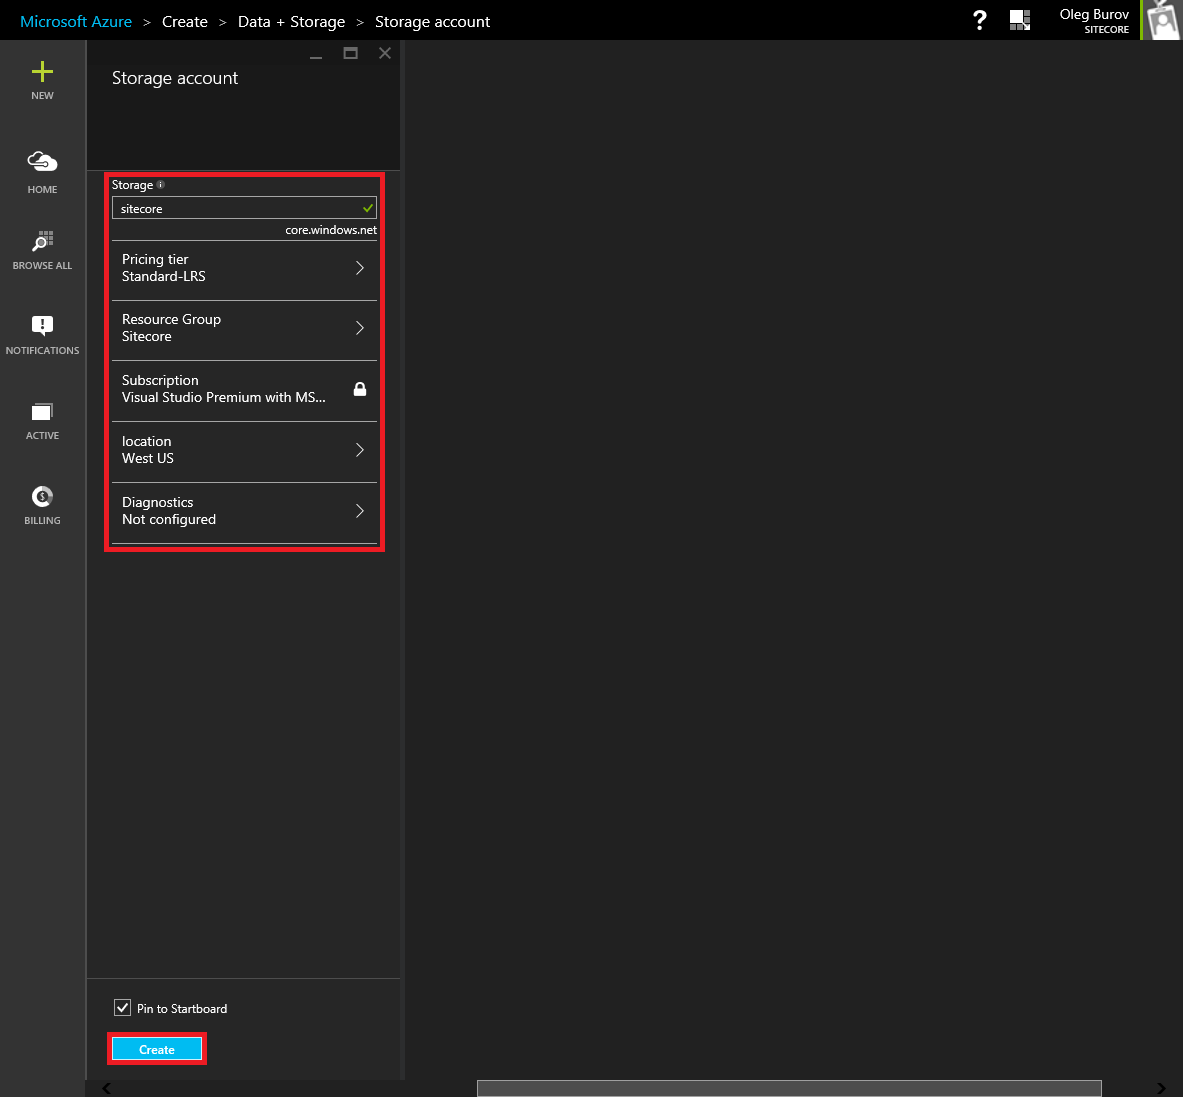 Microsoft Azure > Create > Data + Storage > Storage account
Oleg Burov
SITECORE
NEW
HOME
BROWSE ALL
NOTIFICATIONS
ACTIVE
BILLING
Storage account
Storage
sitecore
core.windows.net
Pricing tier
Standard-LRS
Resource Group
Sitecore
Subscription
Visual Studio Premium with MS...
location
West US
Diagnostics
Not configured
Pin to Startboard
Create